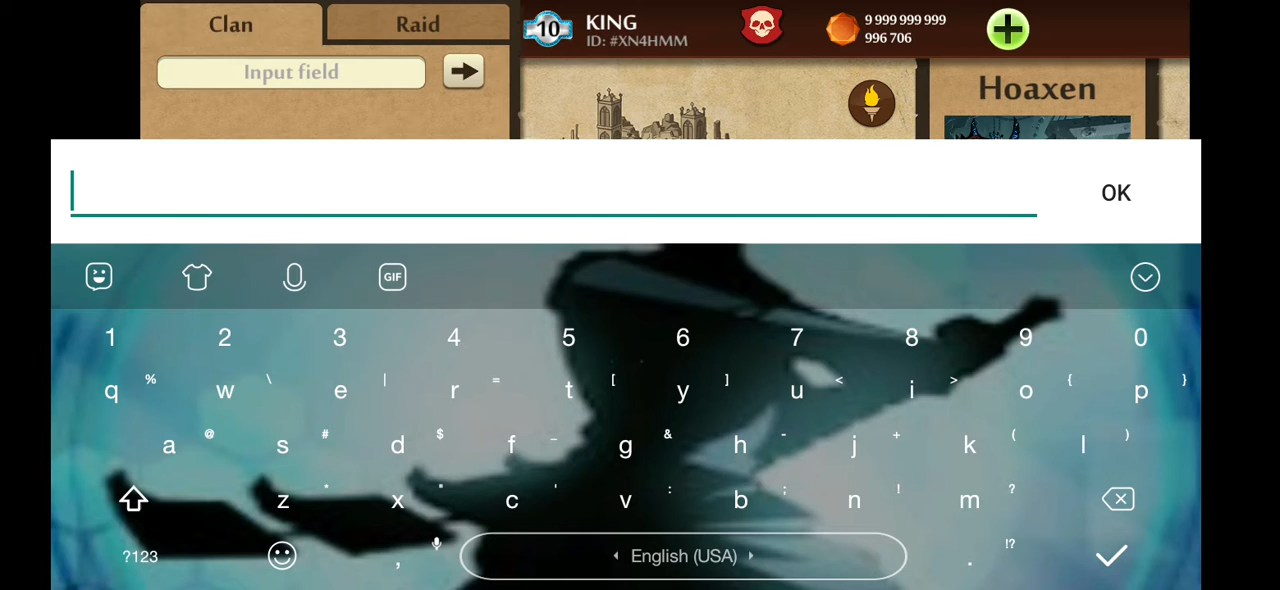 Clan
Raid
10
KING
ID: #XN4HMM
9 999 999 999
996 706
Input field
Hoaxen
OK
GIF
1 2 3 4 5 6 7 8 9 0
% \ | = [ ] < > { }
q w e r t y u i o p
@ # $ _ & - + ( )
a s d f g h j k l
* " ' : ; ! ?
z x c v b n m
?123 , English (USA) . !?